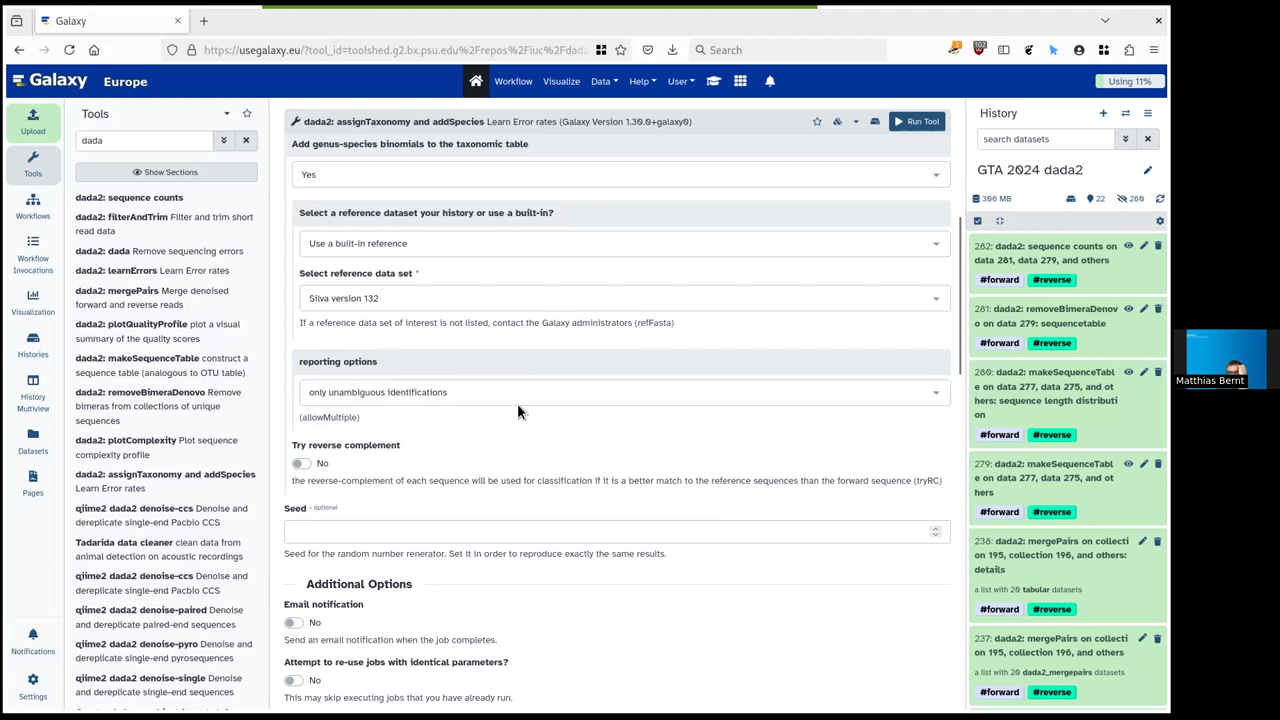 Galaxy
https://usegalaxy.eu/?tool_id=toolshed.g2.bx.psu.edu%2Frepos%2Fiuc%2Fdada
Search
102
Galaxy Europe
Workflow
Visualize
Data
Help
User
Using 11%
Upload
Tools
Workflows
Workflow
Invocations
Visualization
Histories
History
Multiview
Datasets
Pages
Notifications
Settings
Tools
dada
Show Sections
dada2: sequence counts
dada2: filterAndTrim Filter and trim short
read data
dada2: dada Remove sequencing errors
dada2: learnErrors Learn Error rates
dada2: mergePairs Merge denoised
forward and reverse reads
dada2: plotQualityProfile plot a visual
summary of the quality scores
dada2: makeSequenceTable construct a
sequence table (analogous to OTU table)
dada2: removeBimeraDenovo Remove
bimeras from collections of unique
sequences
dada2: plotComplexity Plot sequence
complexity profile
dada2: assignTaxonomy and addSpecies
Learn Error rates
qiime2 dada2 denoise-ccs Denoise and
dereplicate single-end Pacbio CCS
Tadarida data cleaner clean data from
animal detection on acoustic recordings
qiime2 dada2 denoise-ccs Denoise and
dereplicate single-end Pacbio CCS
qiime2 dada2 denoise-paired Denoise
and dereplicate paired-end sequences
qiime2 dada2 denoise-pyro Denoise and
dereplicate single-end pyrosequences
qiime2 dada2 denoise-single Denoise
and dereplicate single-end sequences
dada2: assignTaxonomy and addSpecies Learn Error rates (Galaxy Version 1.30.0+galaxy0)
Run Tool
Add genus-species binomials to the taxonomic table
Yes
Select a reference dataset your history or use a built-in?
Use a built-in reference
Select reference data set *
Silva version 132
If a reference data set of interest is not listed, contact the Galaxy administrators (refFasta)
reporting options
only unambiguous identifications
(allowMultiple)
Try reverse complement
No
the reverse-complement of each sequence will be used for classification if it is a better match to the reference sequences than the forward sequence (tryRC)
Seed - optional
Seed for the random number renerator. Set it in order to reproduce exactly the same results.
Additional Options
Email notification
No
Send an email notification when the job completes.
Attempt to re-use jobs with identical parameters?
No
This may skip executing jobs that you have already run.
History
search datasets
GTA 2024 dada2
306 MB
22
260
282: dada2: sequence counts on
data 281, data 279, and others
#forward #reverse
281: dada2: removeBimeraDenov
o on data 279: sequencetable
#forward #reverse
280: dada2: makeSequenceTabl
e on data 277, data 275, and ot
hers: sequence length distributi
on
#forward #reverse
279: dada2: makeSequenceTabl
e on data 277, data 275, and ot
hers
#forward #reverse
238: dada2: mergePairs on collecti
on 195, collection 196, and others:
details
a list with 20 tabular datasets
#forward #reverse
237: dada2: mergePairs on collecti
on 195, collection 196, and others
a list with 20 dada2_mergepairs datasets
#forward #reverse
Matthias Bernt